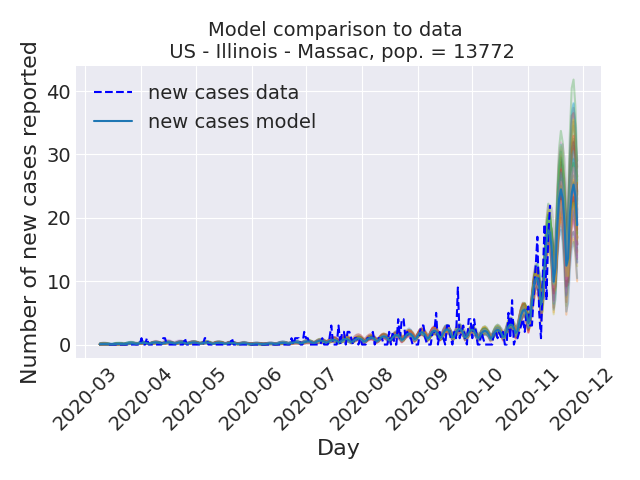 Model comparison to data
US - Illinois - Massac, pop. = 13772
Number of new cases reported
40
30
20
10
0
new cases data
new cases model
2020-03
2020-04
2020-05
2020-06
2020-07
2020-08
2020-09
2020-10
2020-11
2020-12
Day